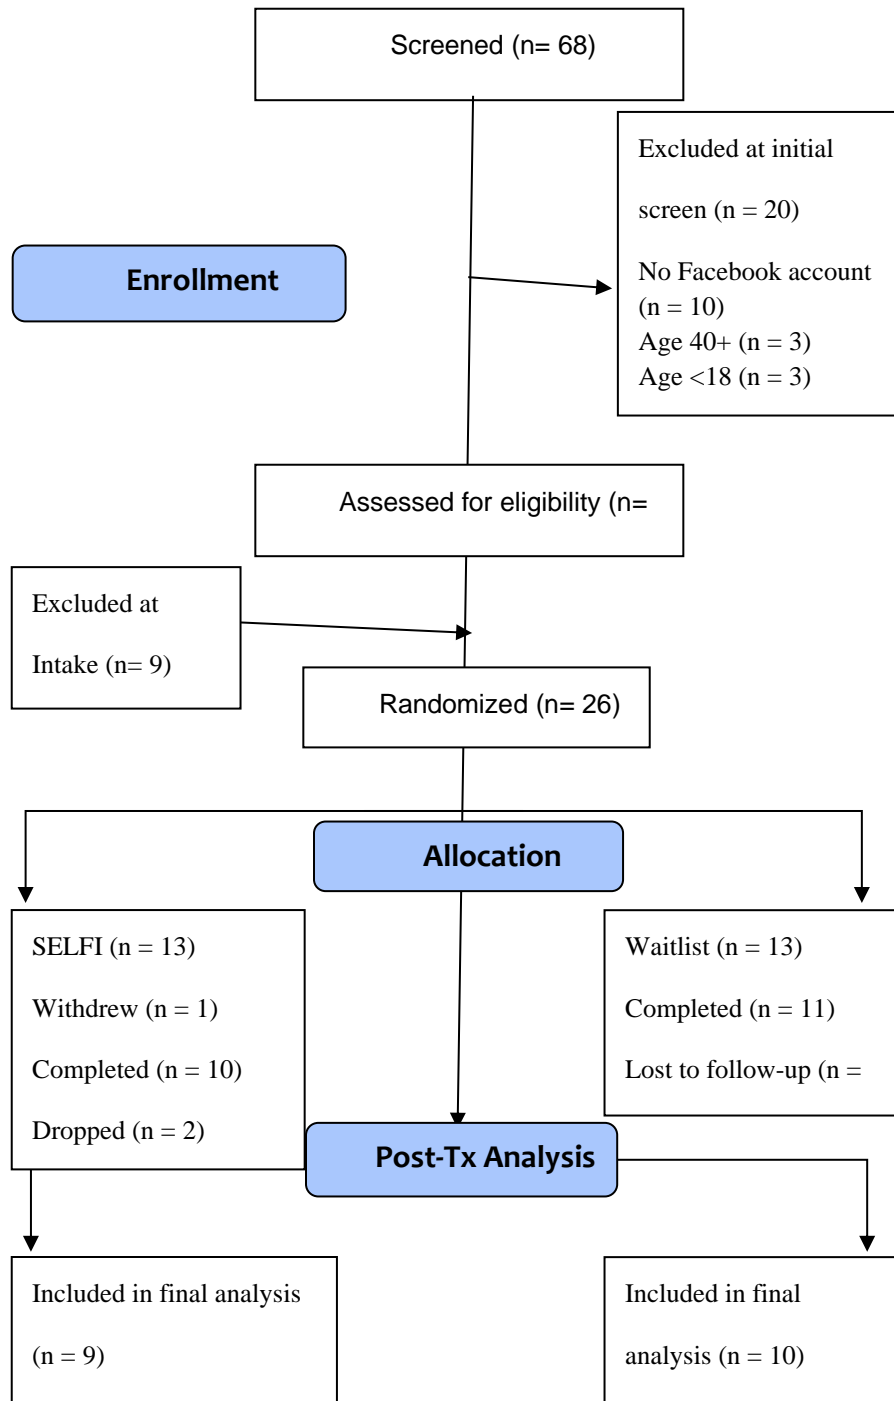 Screened (n= 68)
Excluded at initial
screen (n = 20)
No Facebook account
(n = 10)
Age 40+ (n = 3)
Age <18 (n = 3)
Enrollment
Assessed for eligibility (n=
Excluded at
Intake (n= 9)
Randomized (n= 26)
Allocation
SELFI (n = 13)
Withdrew (n = 1)
Completed (n = 10)
Dropped (n = 2)
Waitlist (n = 13)
Completed (n = 11)
Lost to follow-up (n =
Post-Tx Analysis
Included in final analysis
(n = 9)
Included in final
analysis (n = 10)